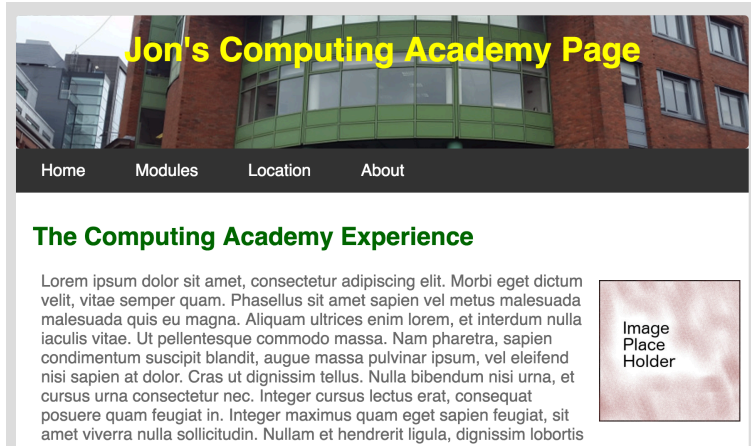 Jon's Computing Academy Page
Home Modules Location About
The Computing Academy Experience
Lorem ipsum dolor sit amet, consectetur adipiscing elit. Morbi eget dictum
velit, vitae semper quam. Phasellus sit amet sapien vel metus malesuada
malesuada quis eu magna. Aliquam ultrices enim lorem, et interdum nulla
iaculis vitae. Ut pellentesque commodo massa. Nam pharetra, sapien
condimentum suscipit blandit, augue massa pulvinar ipsum, vel eleifend
nisi sapien at dolor. Cras ut dignissim tellus. Nulla bibendum nisi urna, et
cursus urna consectetur nec. Integer cursus lectus erat, consequat
posuere quam feugiat in. Integer maximus quam eget sapien feugiat, sit
amet viverra nulla sollicitudin. Nullam et hendrerit ligula, dignissim lobortis
Image
Place
Holder